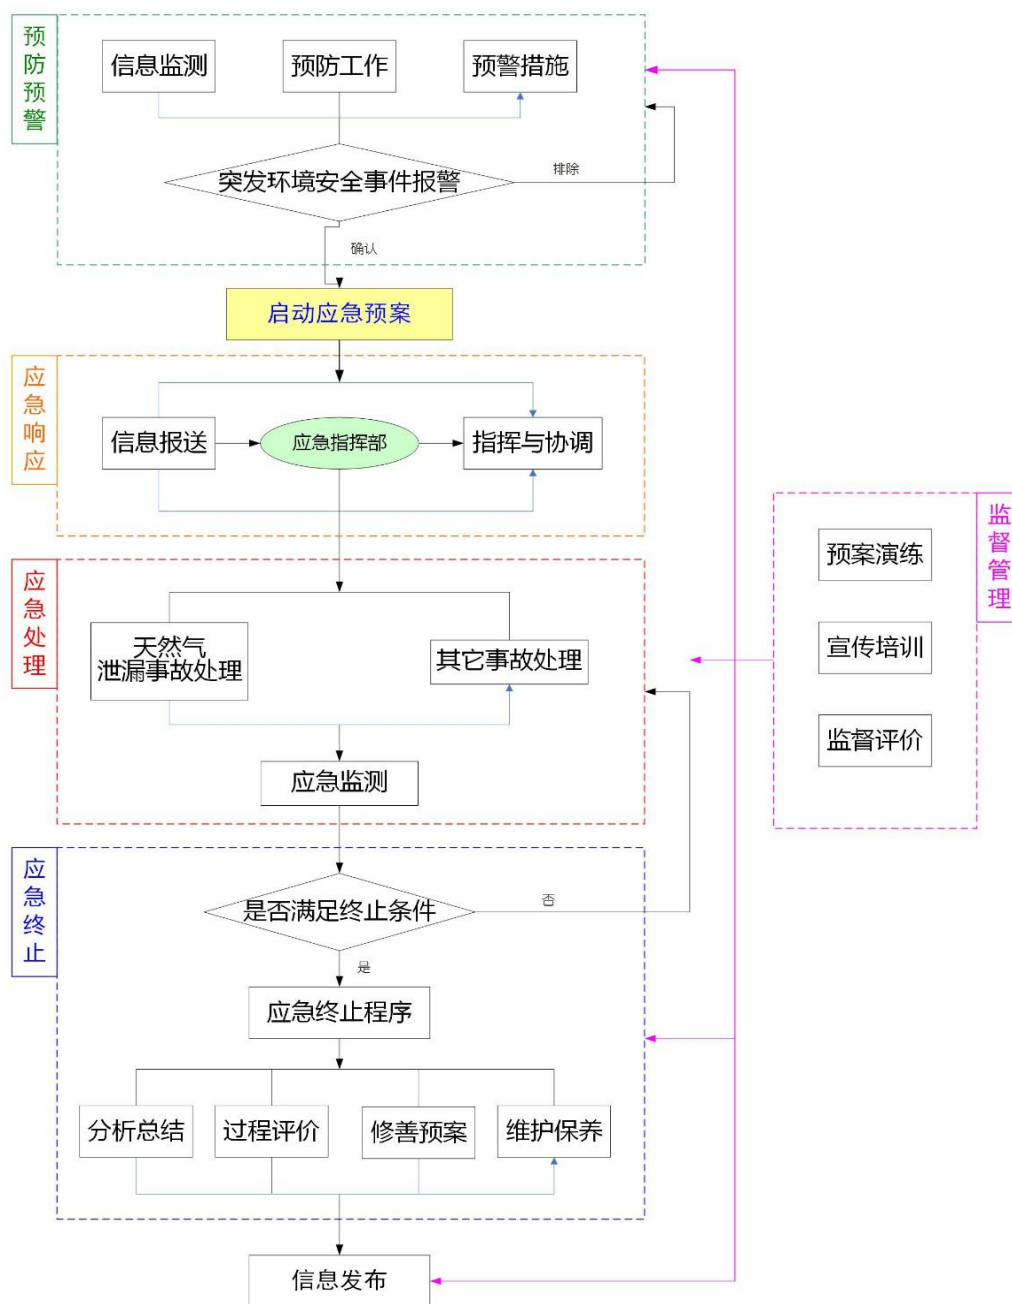 预防预警
信息监测
预防工作
预警措施
突发环境安全事件报警
排除
确认
启动应急预案
应急响应
信息报送
应急指挥部
指挥与协调
监督管理
预案演练
宣传培训
监督评价
应急处理
天然气
泄漏事故处理
其它事故处理
应急监测
应急终止
是否满足终止条件
否
是
应急终止程序
分析总结
过程评价
修善预案
维护保养
信息发布